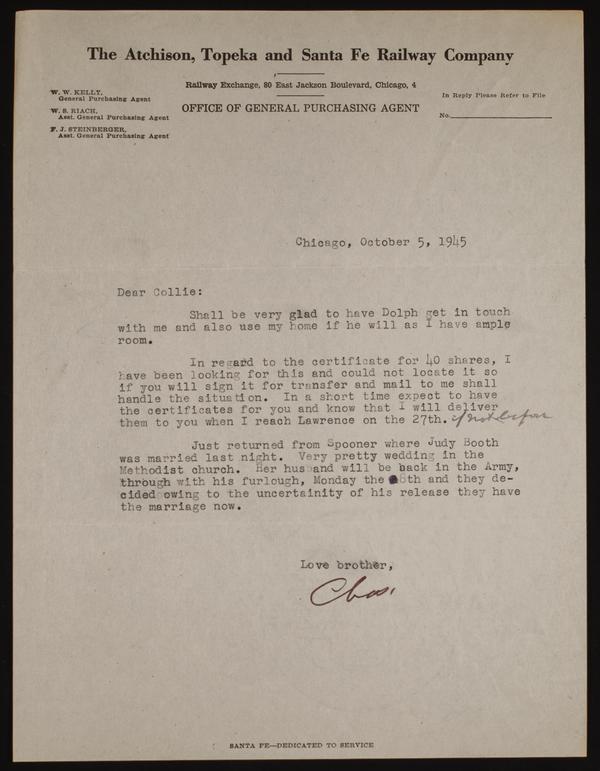 The Atchison, Topeka and Santa Fe Railway Company
Railway Exchange, 80 East Jackson Boulevard, Chicago, 4
W. W. KELLY,
General Purchasing Agent
W. S. RIACH,
Asst. General Purchasing Agent
F. J. STEINBERGER,
Asst. General Purchasing Agent
OFFICE OF GENERAL PURCHASING AGENT
In Reply Please Refer to File
No.
Chicago, October 5, 1945
Dear Collie:
Shall be very glad to have Dolph get in touch
with me and also use my home if he will as I have ample
room.
In regard to the certificate for 40 shares, I
have been looking for this and could not locate it so
if you will sign it for transfer and mail to me shall
handle the situation. In a short time expect to have
the certificates for you and know that I will deliver
them to you when I reach Lawrence on the 27th. if not before
Just returned from Spooner where Judy Booth
was married last night. Very pretty wedding in the
Methodist church. Her husband will be back in the Army,
through with his furlough, Monday the 8th and they de-
cided owing to the uncertainity of his release they have
the marriage now.
Love brother,
Chas.
SANTA FE—DEDICATED TO SERVICE